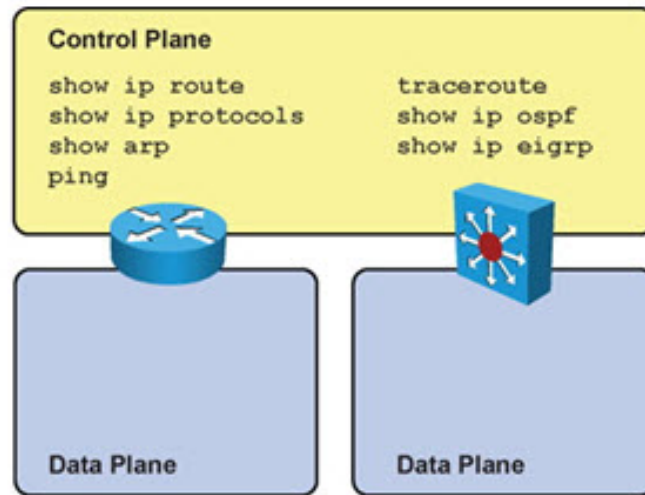 Control Plane
show ip route
show ip protocols
show arp
ping
traceroute
show ip ospf
show ip eigrp
Data Plane
Data Plane